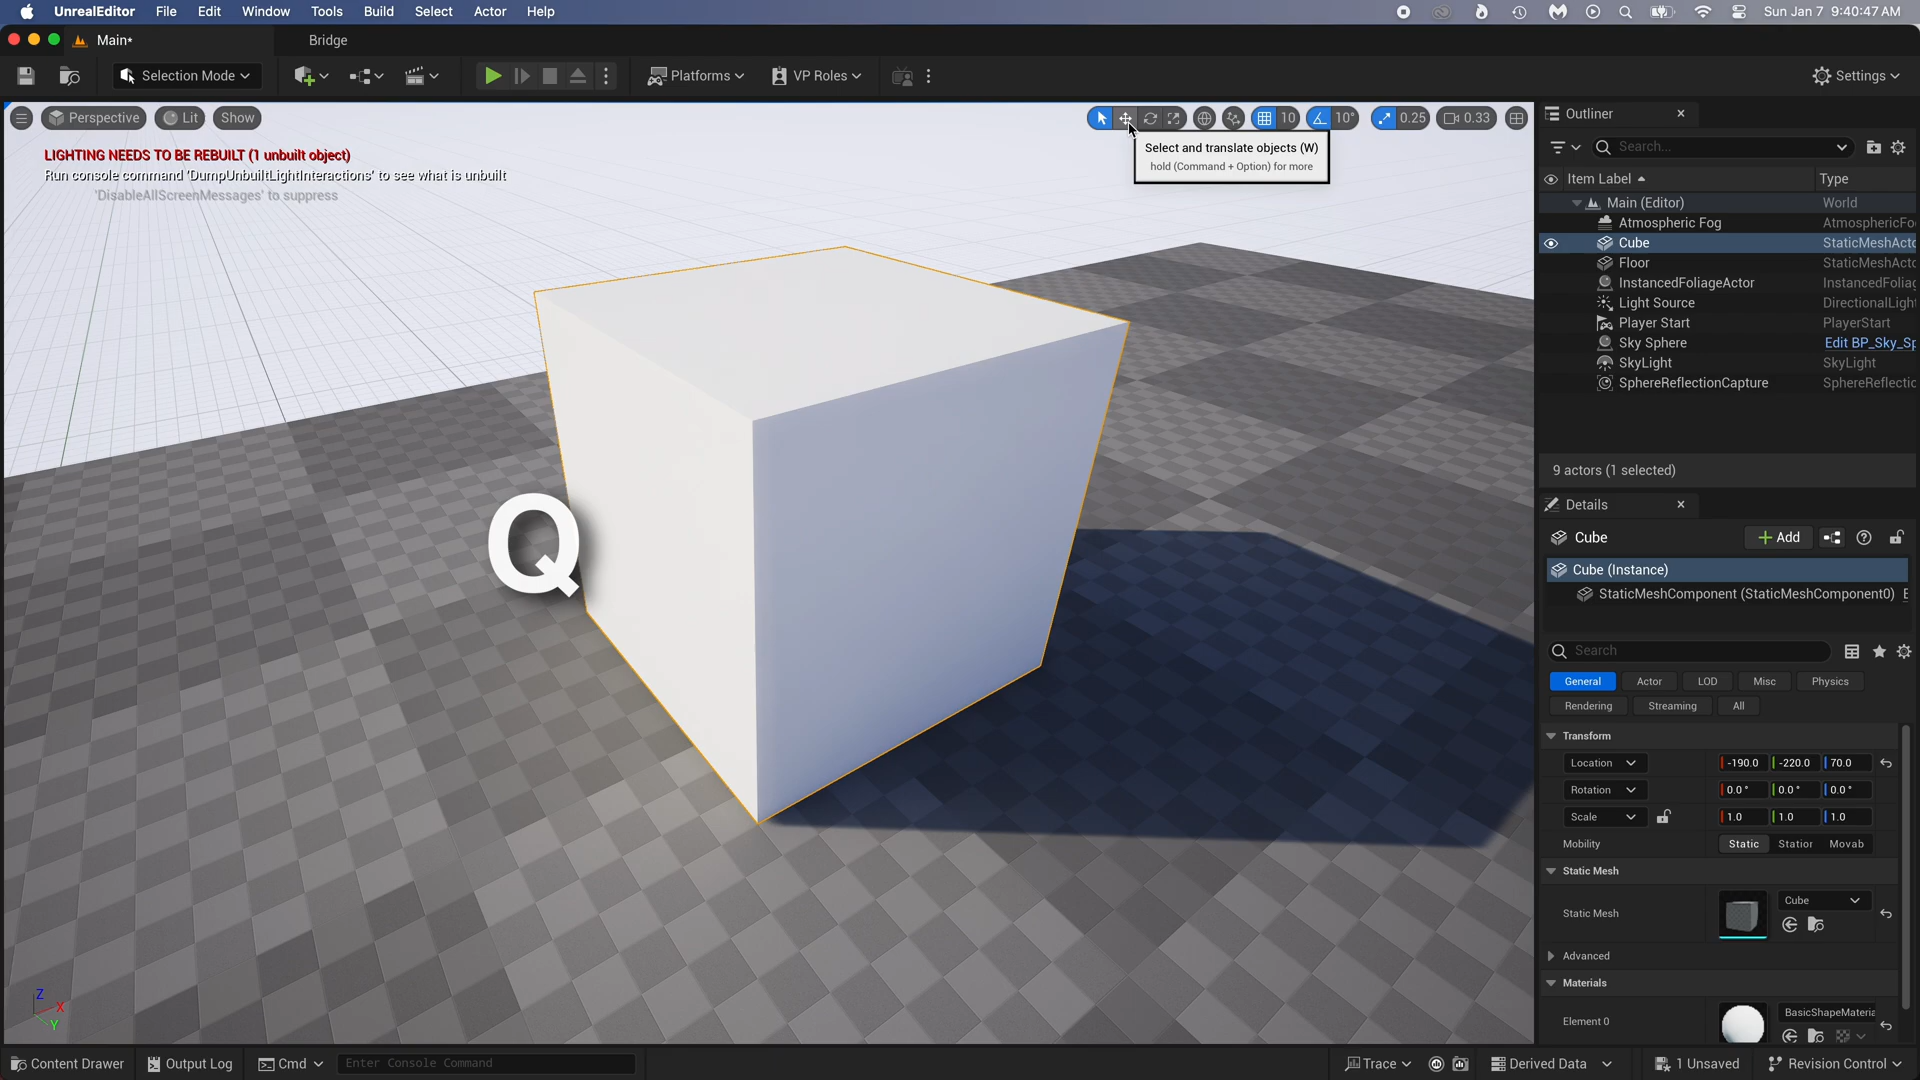 UnrealEditor File Edit Window Tools Build Select Actor Help Sun Jan 7 9:40:47 AM
Main* Bridge
Selection Mode Platforms VP Roles Settings
Perspective Lit Show 10 10° 0.25 0.33
LIGHTING NEEDS TO BE REBUILT (1 unbuilt object)
Run console command 'DumpUnbuiltLightInteractions' to see what is unbuilt
'DisableAllScreenMessages' to suppress
Select and translate objects (W)
hold (Command + Option) for more
Q
Z
X
Y
Outliner
Search...
Item Label Type
Main (Editor) World
Atmospheric Fog AtmosphericFo
Cube StaticMeshActo
Floor StaticMeshActo
InstancedFoliageActor InstancedFoliag
Light Source DirectionalLight
Player Start PlayerStart
Sky Sphere Edit BP_Sky_Sp
SkyLight SkyLight
SphereReflectionCapture SphereReflectic
9 actors (1 selected)
Details
Cube Add
Cube (Instance)
StaticMeshComponent (StaticMeshComponent0) E
Search
General Actor LOD Misc Physics
Rendering Streaming All
Transform
Location -190.0 -220.0 70.0
Rotation 0.0° 0.0° 0.0°
Scale 1.0 1.0 1.0
Mobility Static Station Movab
Static Mesh
Static Mesh Cube
Advanced
Materials
Element 0 BasicShapeMateria
Content Drawer Output Log Cmd Enter Console Command Trace Derived Data 1 Unsaved Revision Control